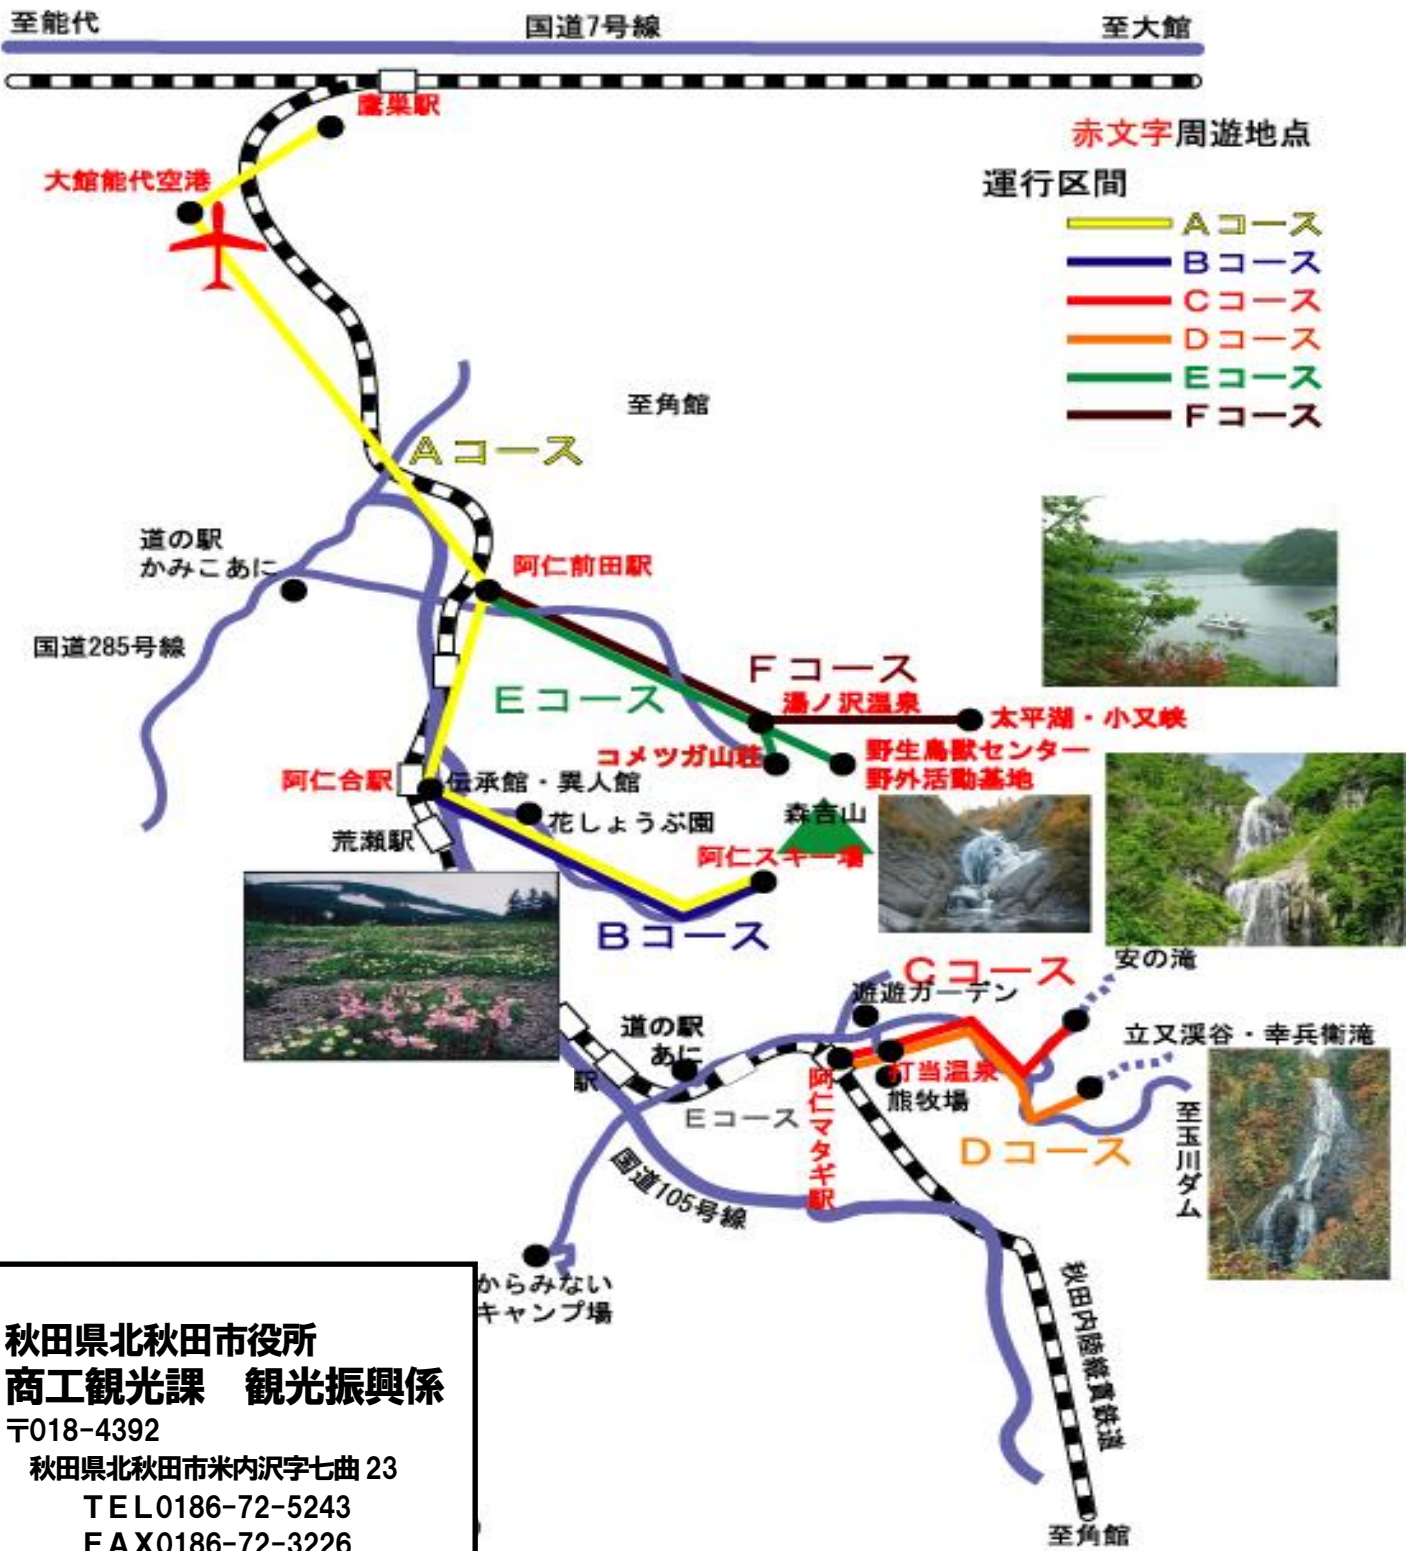 至能代
国道7号線
至大館
鷹巣駅
赤文字周遊地点
大館能代空港
運行区間
Aコース
Bコース
Cコース
Dコース
Eコース
Fコース
至角館
Aコース
道の駅
かみこあに
阿仁前田駅
国道285号線
Fコース
Eコース
湯ノ沢温泉
太平湖・小又峡
コメツガ山荘
野生鳥獣センター
野外活動基地
阿仁合駅
伝承館・異人館
森吉山
花しょうぶ園
荒瀬駅
阿仁スキー場
Bコース
Cコース
安の滝
遊遊ガーデン
道の駅
あに
立又渓谷・幸兵衛滝
駅
打当温泉
熊牧場
阿仁マタギ駅
Eコース
Dコース
至玉川ダム
国道105号線
からみない
キャンプ場
秋田内陸縦貫鉄道
至角館
秋田県北秋田市役所
商工観光課　観光振興係
〒018-4392
秋田県北秋田市米内沢字七曲23
ＴＥＬ0186-72-5243
ＦＡＸ0186-72-3226